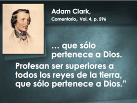 Adam Clark,
Comentario, Vol. 4, p. 596
… que sólo
pertenece a Dios.
Profesan ser superiores a
todos los reyes de la tierra,
que sólo pertenece a Dios.”